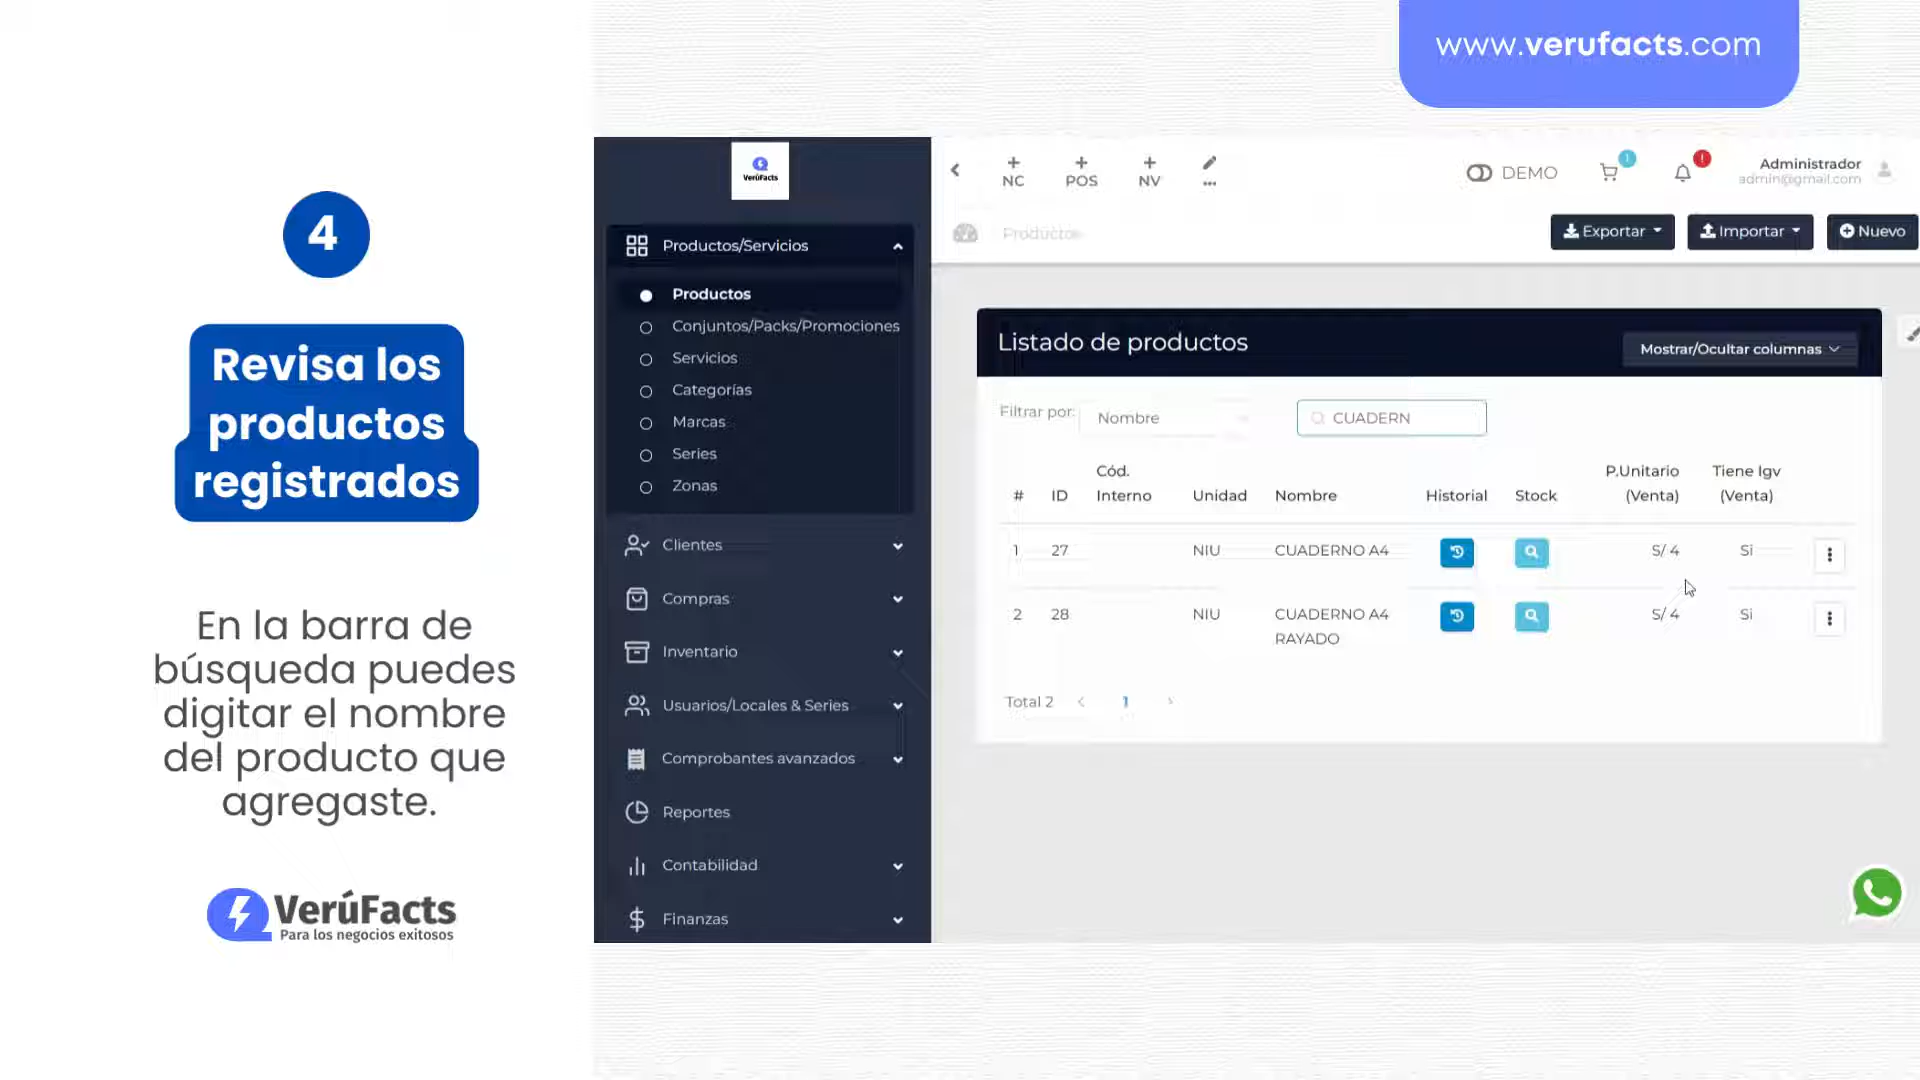 www.verufacts.com
4
Revisa los
productos
registrados
En la barra de
búsqueda puedes
digitar el nombre
del producto que
agregaste.
VerúFacts
Para los negocios exitosos
VerúFacts
Productos/Servicios
Productos
Conjuntos/Packs/Promociones
Servicios
Categorías
Marcas
Series
Zonas
Clientes
Compras
Inventario
Usuarios/Locales & Series
Comprobantes avanzados
Reportes
Contabilidad
Finanzas
NC
POS
NV
DEMO
1
!
Administrador
admin@gmail.com
Productos
Exportar
Importar
Nuevo
Listado de productos
Mostrar/Ocultar columnas
Filtrar por:
Nombre
CUADERN
# ID Cód. Interno Unidad Nombre Historial Stock P.Unitario (Venta) Tiene Igv (Venta)
1 27 NIU CUADERNO A4 S/ 4 Si
2 28 NIU CUADERNO A4 RAYADO S/ 4 Si
Total 2 < 1 >